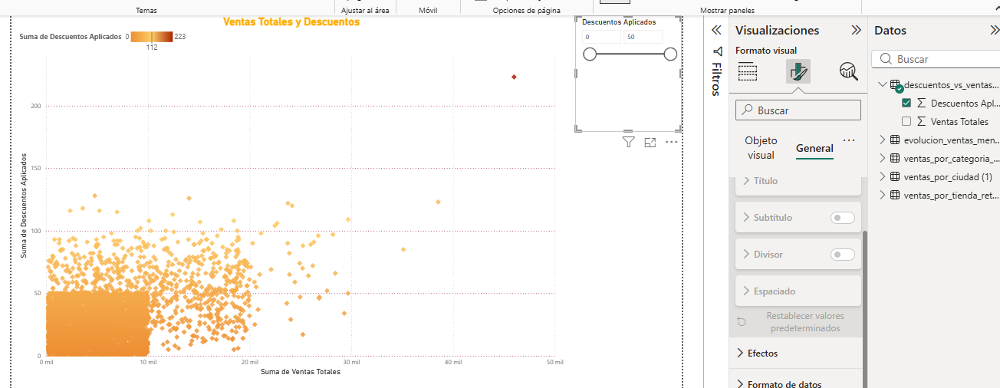 Temas
Ajustar al área
Móvil
Opciones de página
Mostrar paneles
Ventas Totales y Descuentos
Suma de Descuentos Aplicados 0 223
112
Suma de Descuentos Aplicados
200
150
100
50
0
0 mil 10 mil 20 mil 30 mil 40 mil 50 mil
Suma de Ventas Totales
Descuentos Aplicados
0 50
Filtros
Visualizaciones
Formato visual
Buscar
Objeto visual
General
Título
Subtítulo
Divisor
Espaciado
Restablecer valores
predeterminados
Efectos
Formato de datos
Datos
Buscar
descuentos_vs_ventas...
Descuentos Apl...
Ventas Totales
evolucion_ventas_men...
ventas_por_categoria_...
ventas_por_ciudad (1)
ventas_por_tienda_ret...